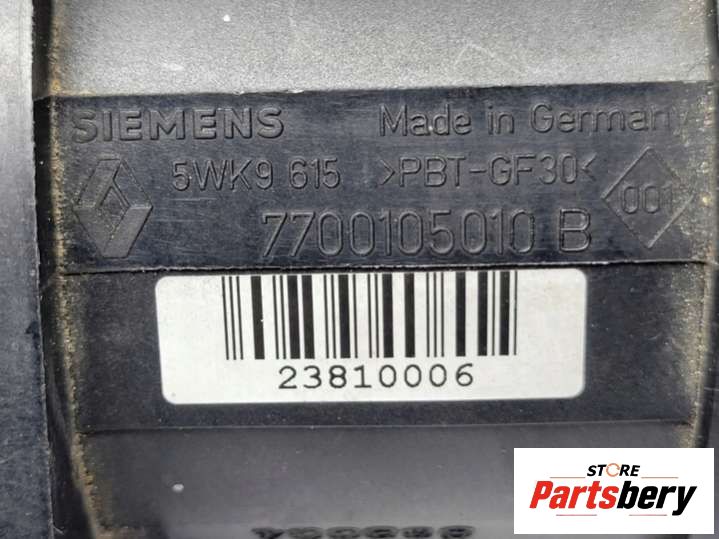 SIEMENS Made in Germany
5WK9 615 >PBT-GF30<
001
7700105010 B
23810006
STORE
Partsbery